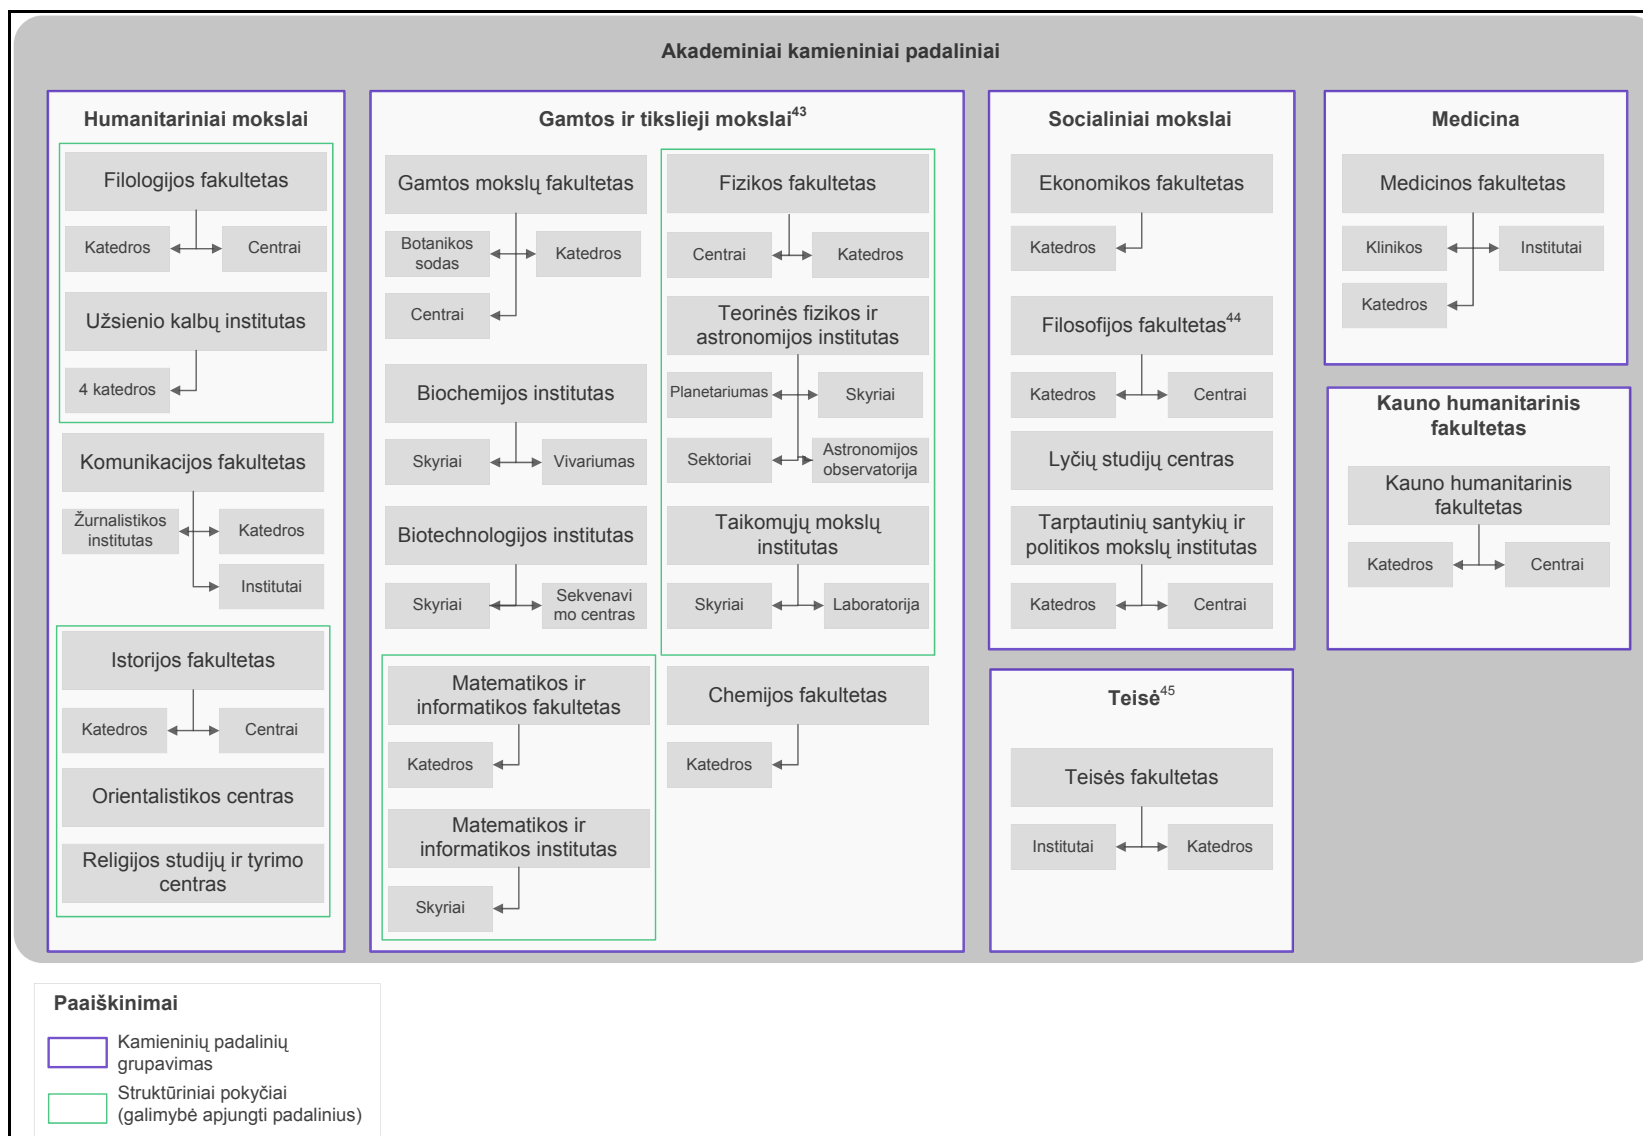 Akademiniai kamieniniai padaliniai
Humanitariniai mokslai
Filologijos fakultetas
Katedros
Centrai
Užsienio kalbų institutas
4 katedros
Komunikacijos fakultetas
Žurnalistikos
institutas
Katedros
Institutai
Istorijos fakultetas
Katedros
Centrai
Orientalistikos centras
Religijos studijų ir tyrimo
centras
Gamtos ir tikslieji mokslai43
Gamtos mokslų fakultetas
Botanikos
sodas
Katedros
Centrai
Biochemijos institutas
Skyriai
Vivariumas
Biotechnologijos institutas
Skyriai
Sekvenavi
mo centras
Matematikos ir
informatikos fakultetas
Katedros
Matematikos ir
informatikos institutas
Skyriai
Fizikos fakultetas
Centrai
Katedros
Teorinės fizikos ir
astronomijos institutas
Planetariumas
Skyriai
Sektoriai
Astronomijos
observatorija
Taikomųjų mokslų
institutas
Skyriai
Laboratorija
Chemijos fakultetas
Katedros
Socialiniai mokslai
Ekonomikos fakultetas
Katedros
Filosofijos fakultetas44
Katedros
Centrai
Lyčių studijų centras
Tarptautinių santykių ir
politikos mokslų institutas
Katedros
Centrai
Teisė45
Teisės fakultetas
Institutai
Katedros
Medicina
Medicinos fakultetas
Klinikos
Institutai
Katedros
Kauno humanitarinis
fakultetas
Kauno humanitarinis
fakultetas
Katedros
Centrai
Paaiškinimai
Kamieninių padalinių
grupavimas
Struktūriniai pokyčiai
(galimybė apjungti padalinius)